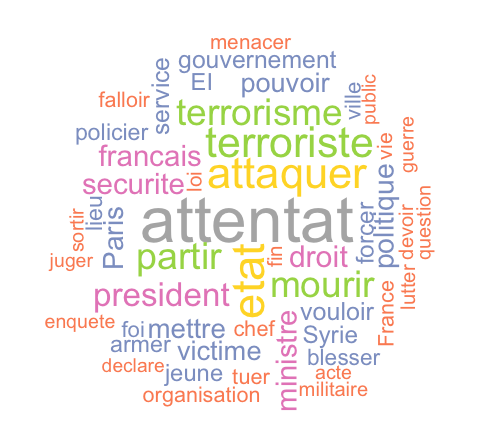 menacer
gouvernement
service
EI
pouvoir
ville
public
falloir
terrorisme
policier
terroriste
vie
guerre
francais
securite
loi
attaquer
politique
sortir
lieu
Paris
attentat
forcer
devoir
question
juger
partir
etat
fin
droit
mourir
lutter
president
France
enquete
foi
mettre
chef
ministre
vouloir
Syrie
armer
victime
blesser
declare
jeune
tuer
acte
organisation
militaire